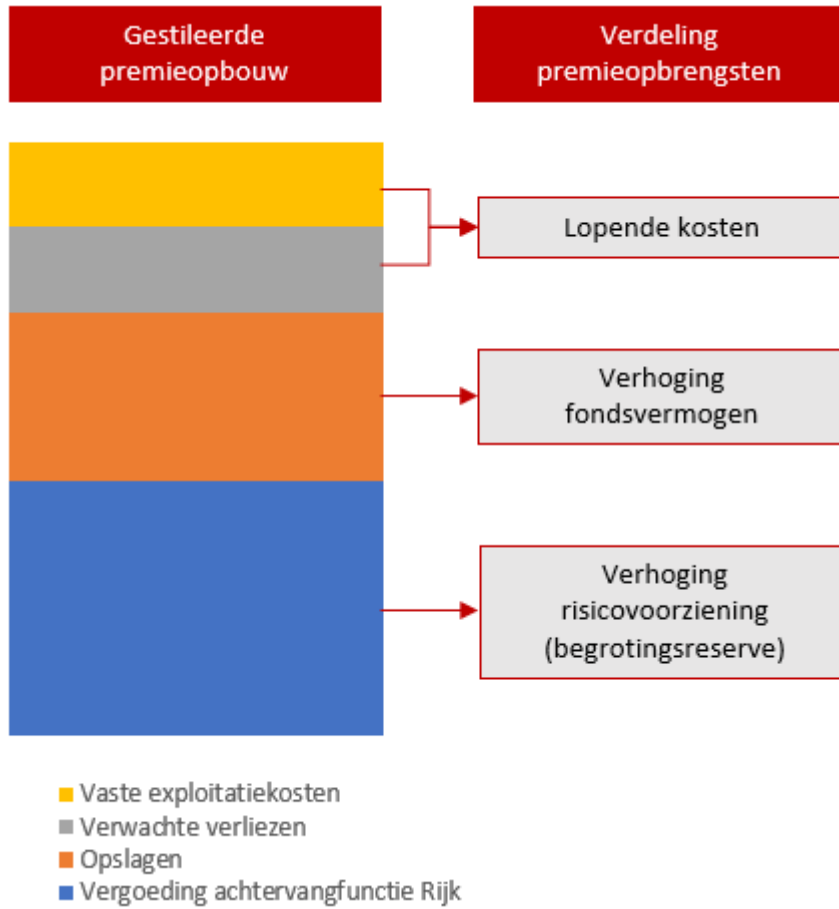 Gestileerde
premieopbouw
Verdeling
premieopbrengsten
Lopende kosten
Verhoging
fondsvermogen
Verhoging
risicovoorziening
(begrotingsreserve)
Vaste exploitatiekosten
Verwachte verliezen
Opslagen
Vergoeding achtervangfunctie Rijk